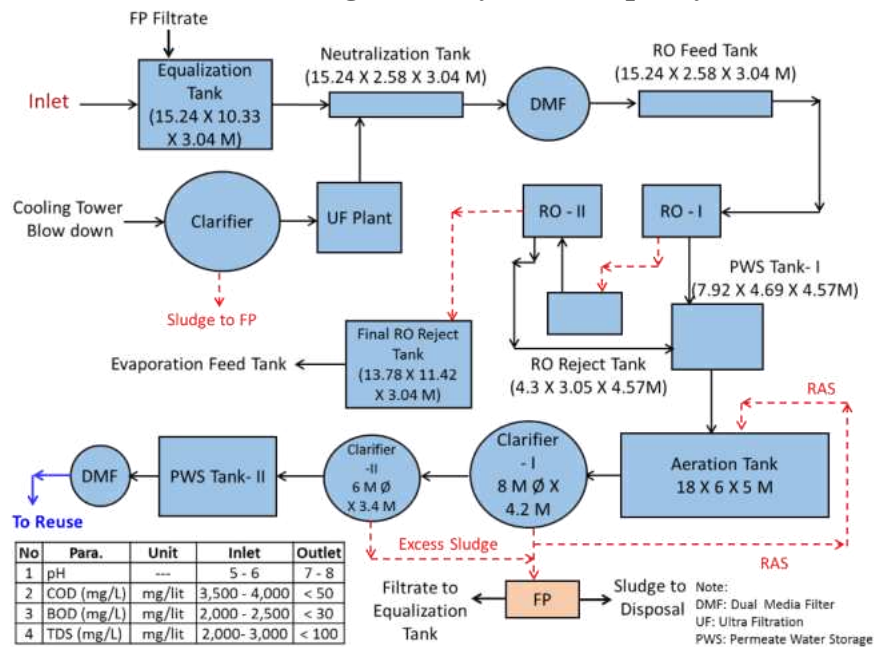 FP Filtrate
Inlet
Equalization
Tank
(15.24 X 10.33
X 3.04 M)
Neutralization Tank
(15.24 X 2.58 X 3.04 M)
DMF
RO Feed Tank
(15.24 X 2.58 X 3.04 M)
Cooling Tower
Blow down
Clarifier
UF Plant
Sludge to FP
RO - II
RO - I
PWS Tank- I
(7.92 X 4.69 X 4.57M)
RO Reject Tank
(4.3 X 3.05 X 4.57M)
Final RO Reject
Tank
(13.78 X 11.42
X 3.04 M)
Evaporation Feed Tank
RAS
Aeration Tank
18 X 6 X 5 M
Clarifier
- I
8 M Ø X
4.2 M
Clarifier
-II
6 M Ø
X 3.4 M
PWS Tank- II
DMF
To Reuse
Excess Sludge
RAS
FP
Filtrate to
Equalization
Tank
Sludge to
Disposal
No Para. Unit Inlet Outlet
1 pH --- 5 - 6 7 - 8
2 COD (mg/L) mg/lit 3,500 - 4,000 < 50
3 BOD (mg/L) mg/lit 2,000 - 2,500 < 30
4 TDS (mg/L) mg/lit 2,000- 3,000 < 100
Note:
DMF: Dual Media Filter
UF: Ultra Filtration
PWS: Permeate Water Storage